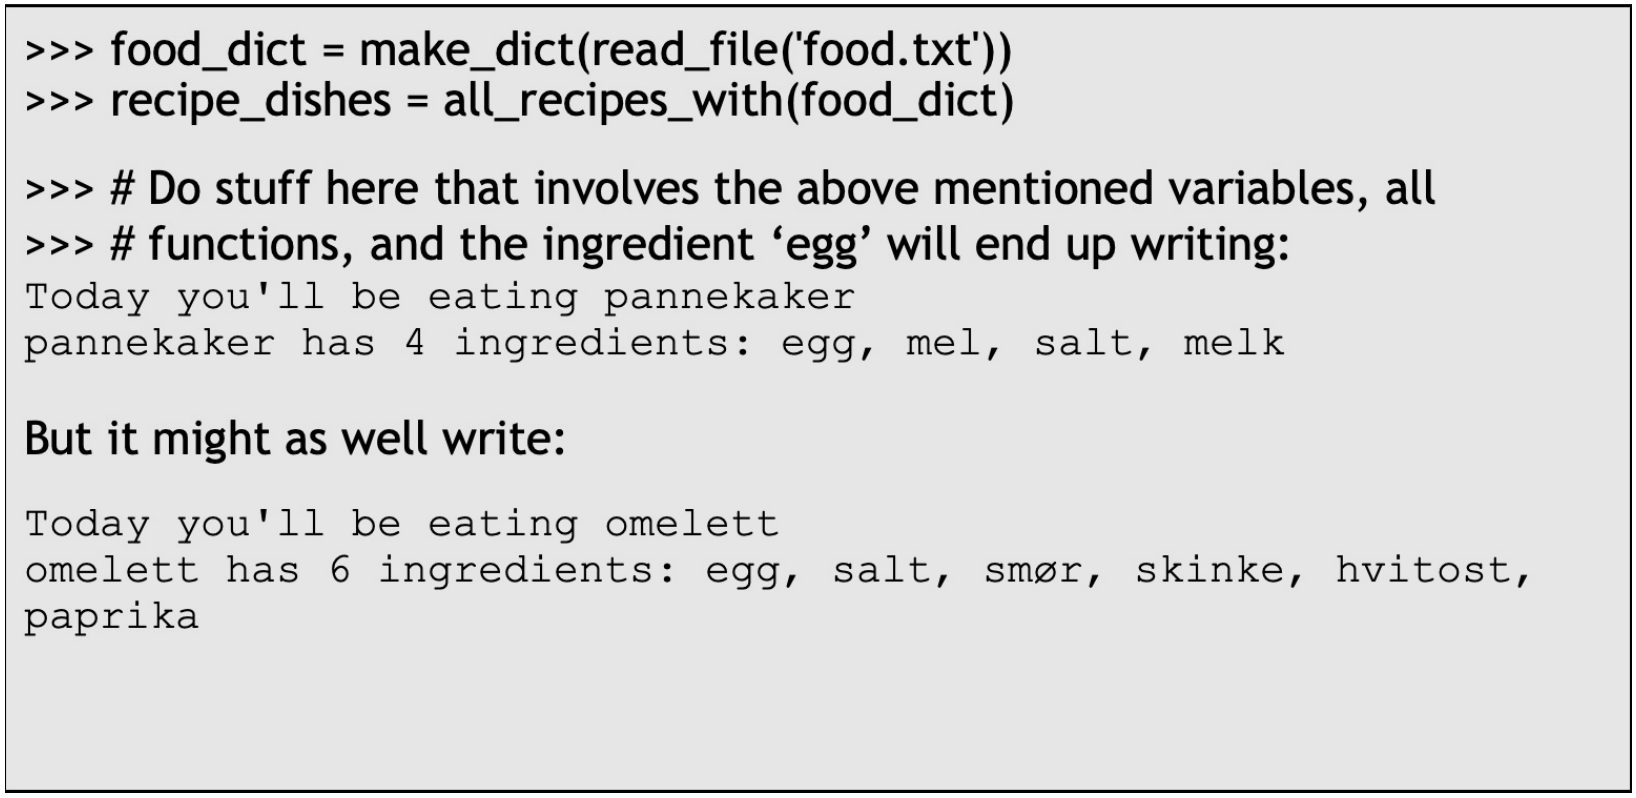 >>> food_dict = make_dict(read_file('food.txt'))
>>> recipe_dishes = all_recipes_with(food_dict)
>>> # Do stuff here that involves the above mentioned variables, all
>>> # functions, and the ingredient ‘egg’ will end up writing:
Today you'll be eating pannekaker
pannekaker has 4 ingredients: egg, mel, salt, melk
But it might as well write:
Today you'll be eating omelett
omelett has 6 ingredients: egg, salt, smør, skinke, hvitost,
paprika